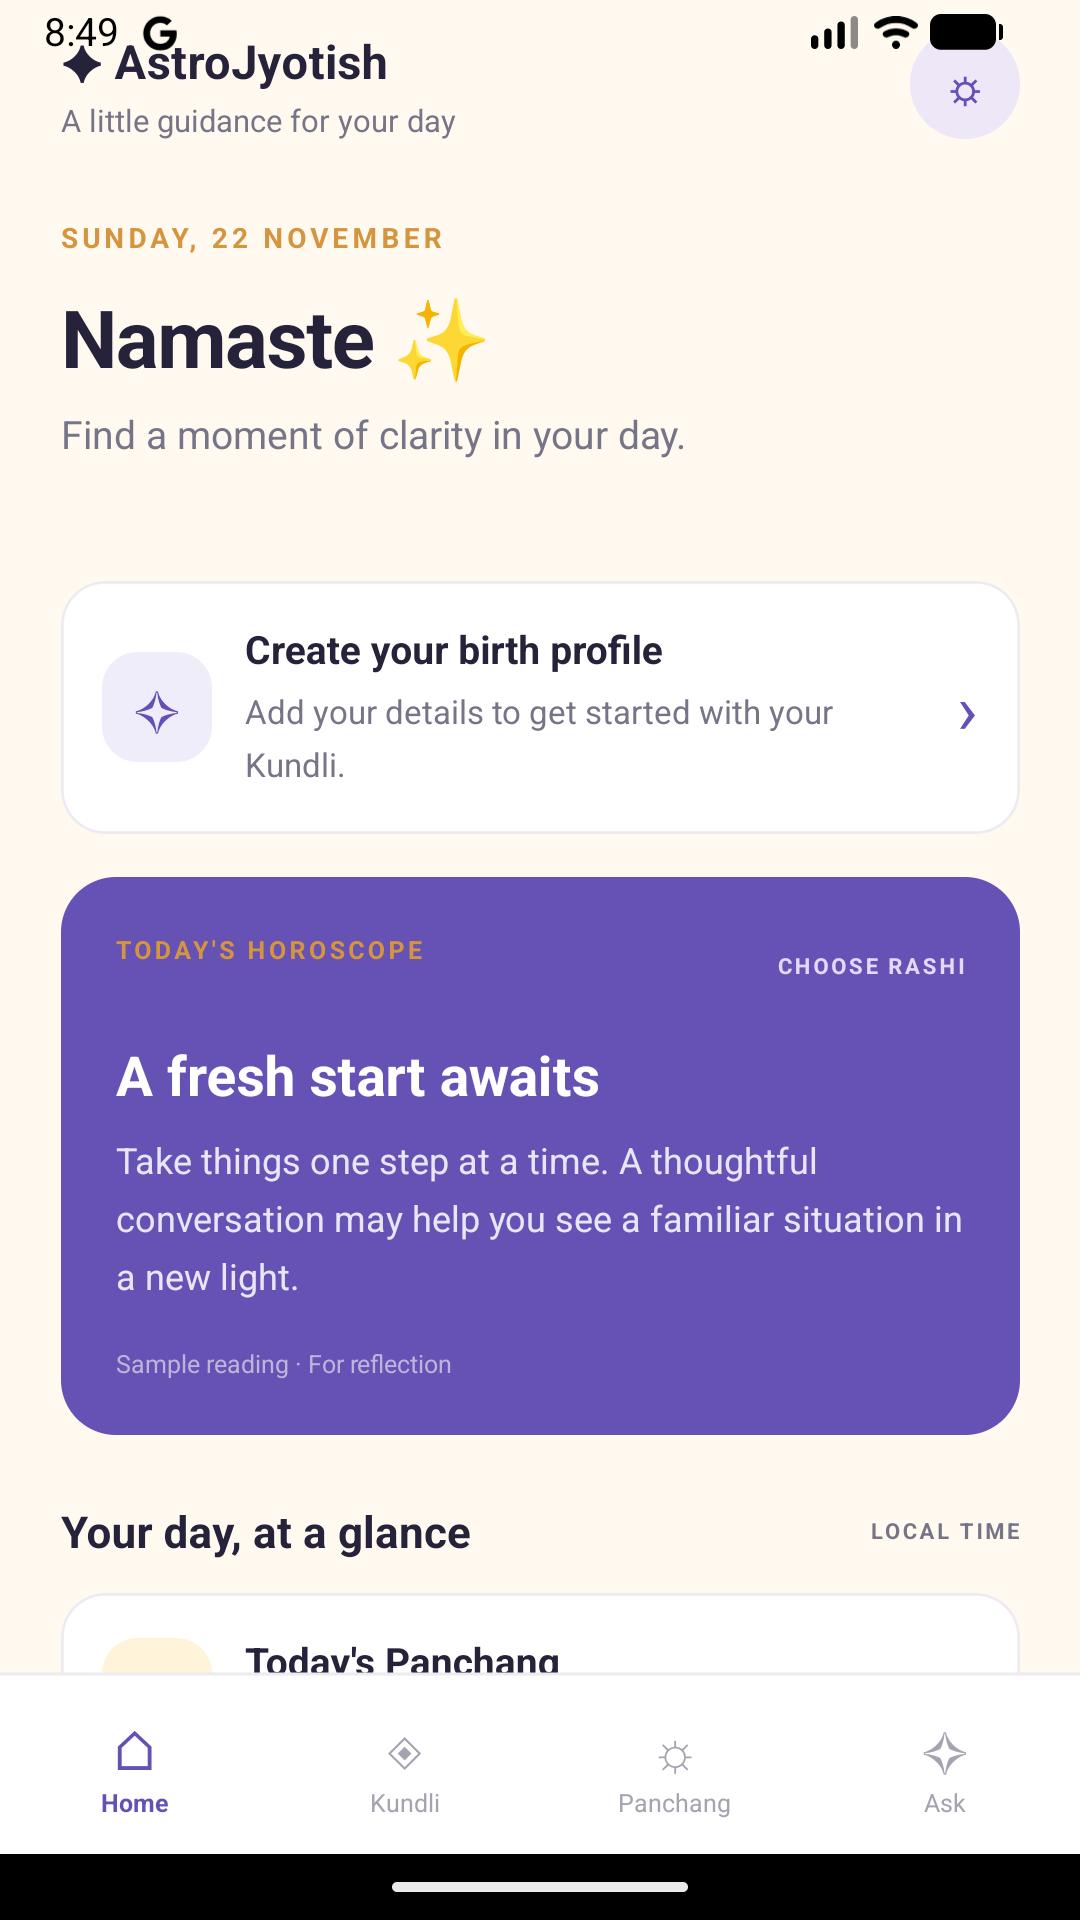 8:49
AstroJyotish
A little guidance for your day
SUNDAY, 22 NOVEMBER
Namaste ✨
Find a moment of clarity in your day.
Create your birth profile
Add your details to get started with your
Kundli.
TODAY'S HOROSCOPE
CHOOSE RASHI
A fresh start awaits
Take things one step at a time. A thoughtful
conversation may help you see a familiar situation in
a new light.
Sample reading · For reflection
Your day, at a glance
LOCAL TIME
Today's Panchang
Home
Kundli
Panchang
Ask